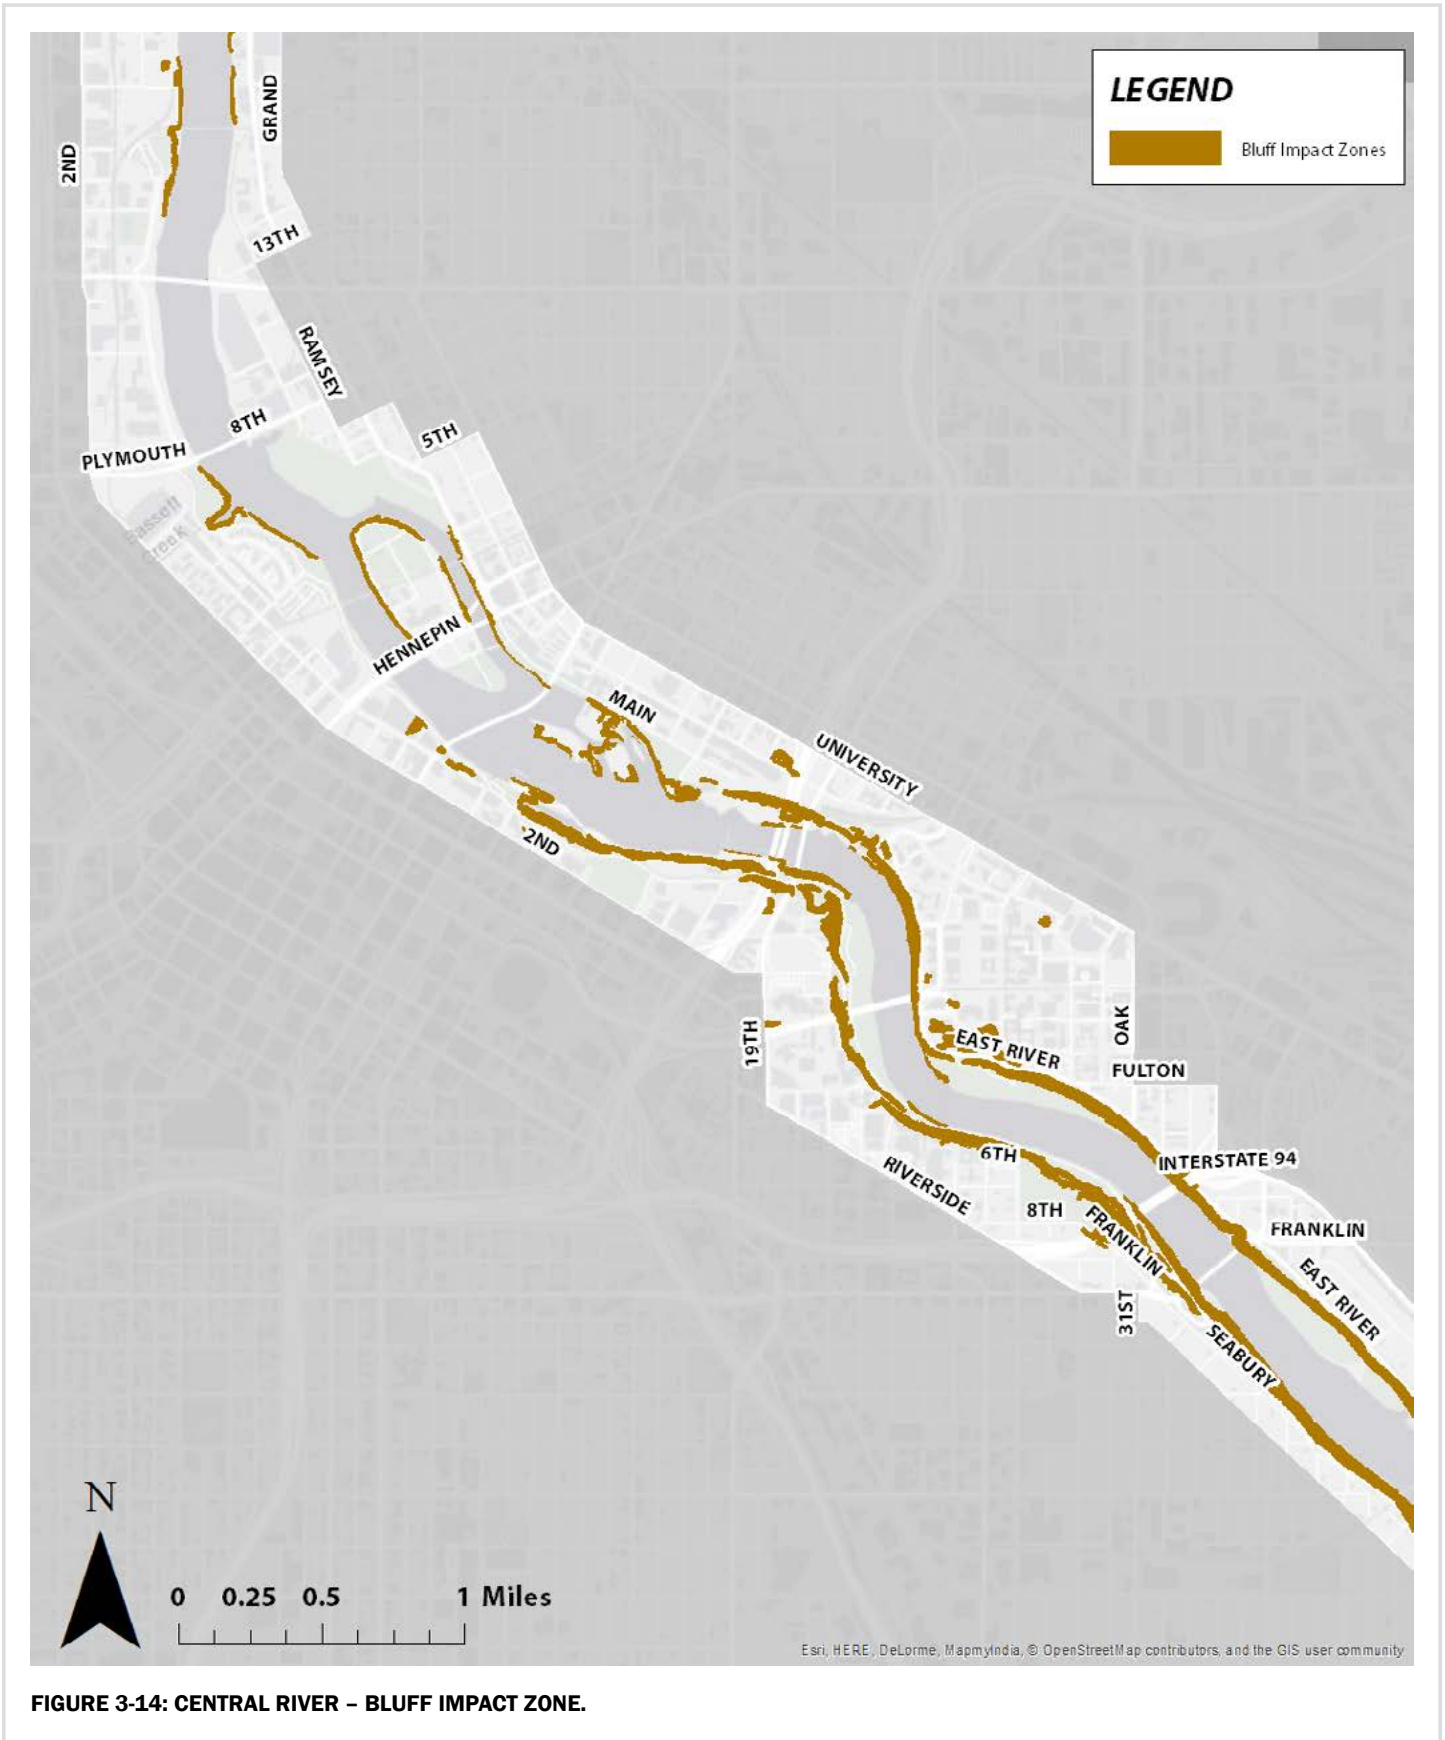 LEGEND
Bluff Impact Zones
2ND
GRAND
13TH
RAMSEY
8TH
PLYMOUTH
5TH
Bassett
Creek
HENNEPIN
MAIN
UNIVERSITY
2ND
19TH
OAK
EAST RIVER
FULTON
6TH
INTERSTATE 94
RIVERSIDE
8TH
FRANKLIN
FRANKLIN
EAST RIVER
31ST
SEABURY
N
0 0.25 0.5 1 Miles
Esri, HERE, DeLorme, MapmyIndia, © OpenStreetMap contributors, and the GIS user community
FIGURE 3-14: CENTRAL RIVER – BLUFF IMPACT ZONE.